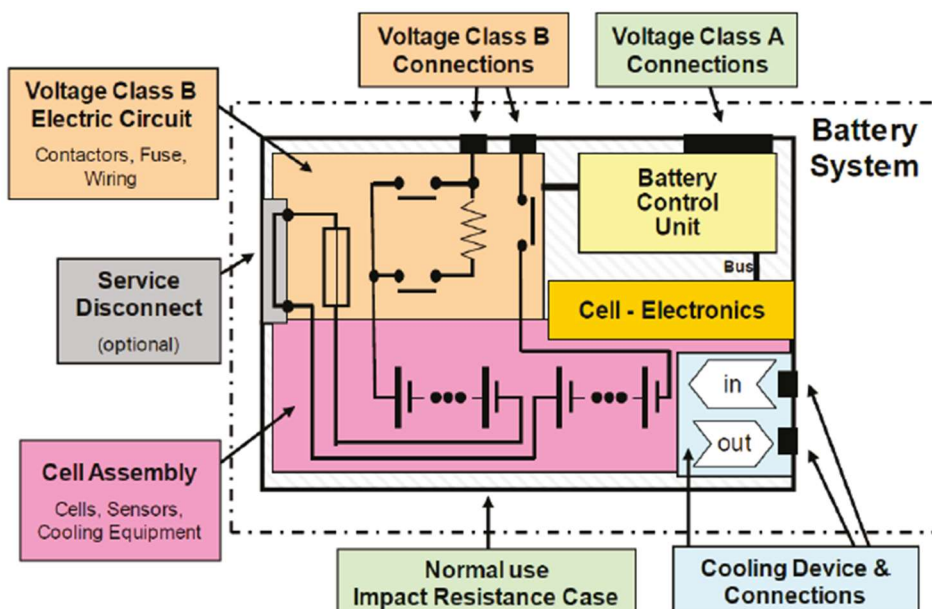 Voltage Class B
Connections
Voltage Class A
Connections
Voltage Class B
Electric Circuit
Contactors, Fuse,
Wiring
Battery
System
Battery
Control
Unit
Bus
Service
Disconnect
(optional)
Cell - Electronics
in
out
Cell Assembly
Cells, Sensors,
Cooling Equipment
Normal use
Impact Resistance Case
Cooling Device &
Connections